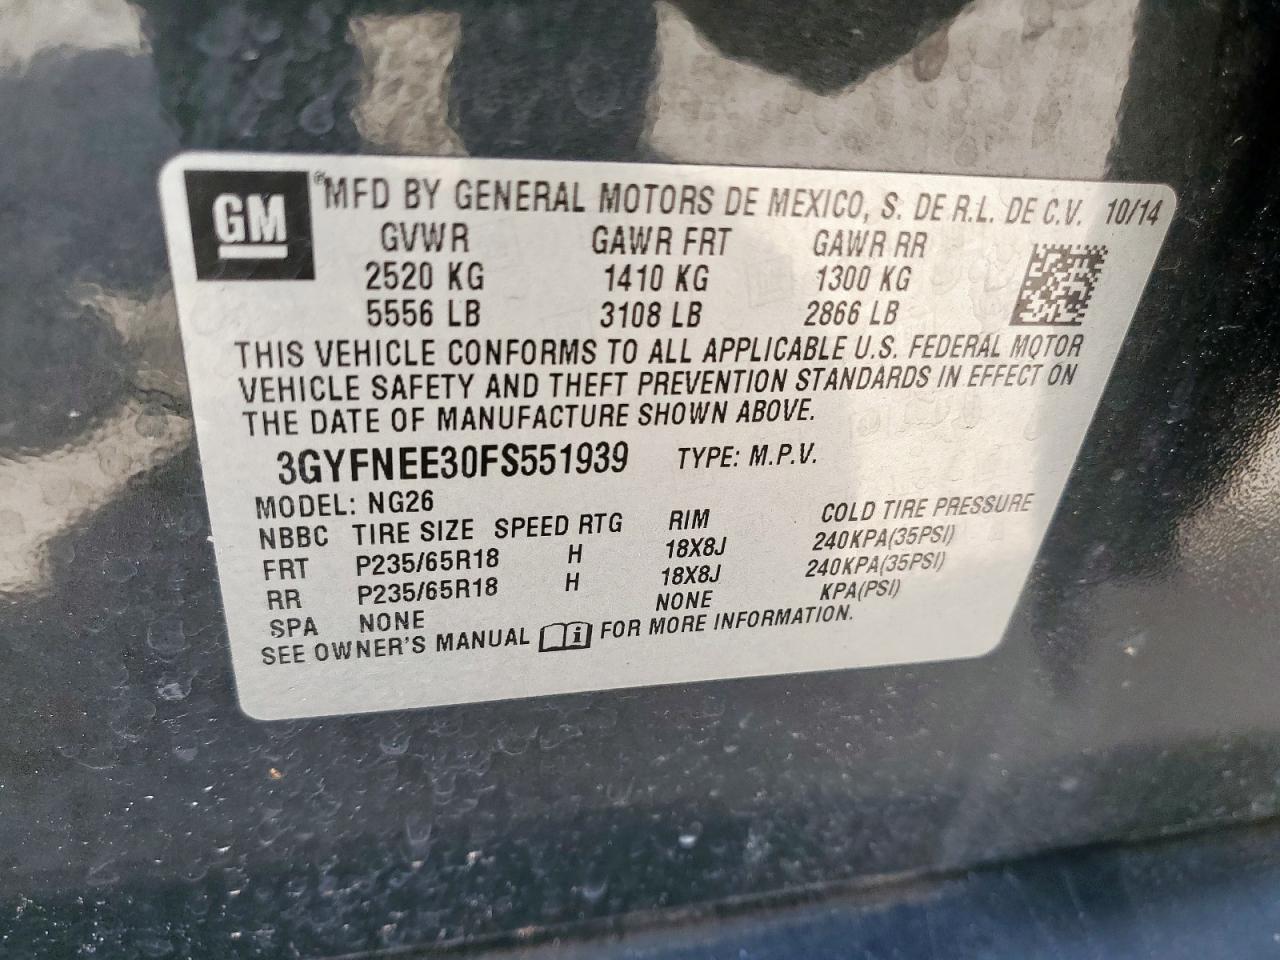 GM ® MFD BY GENERAL MOTORS DE MEXICO, S. DE R.L. DE C.V. 10/14
GVWR GAWR FRT GAWR RR
2520 KG 1410 KG 1300 KG
5556 LB 3108 LB 2866 LB
THIS VEHICLE CONFORMS TO ALL APPLICABLE U.S. FEDERAL MOTOR
VEHICLE SAFETY AND THEFT PREVENTION STANDARDS IN EFFECT ON
THE DATE OF MANUFACTURE SHOWN ABOVE.
3GYFNEE30FS551939 TYPE: M.P.V.
MODEL: NG26
NBBC TIRE SIZE SPEED RTG RIM COLD TIRE PRESSURE
FRT P235/65R18 H 18X8J 240KPA(35PSI)
RR P235/65R18 H 18X8J 240KPA(35PSI)
SPA NONE NONE KPA(PSI)
SEE OWNER'S MANUAL FOR MORE INFORMATION.